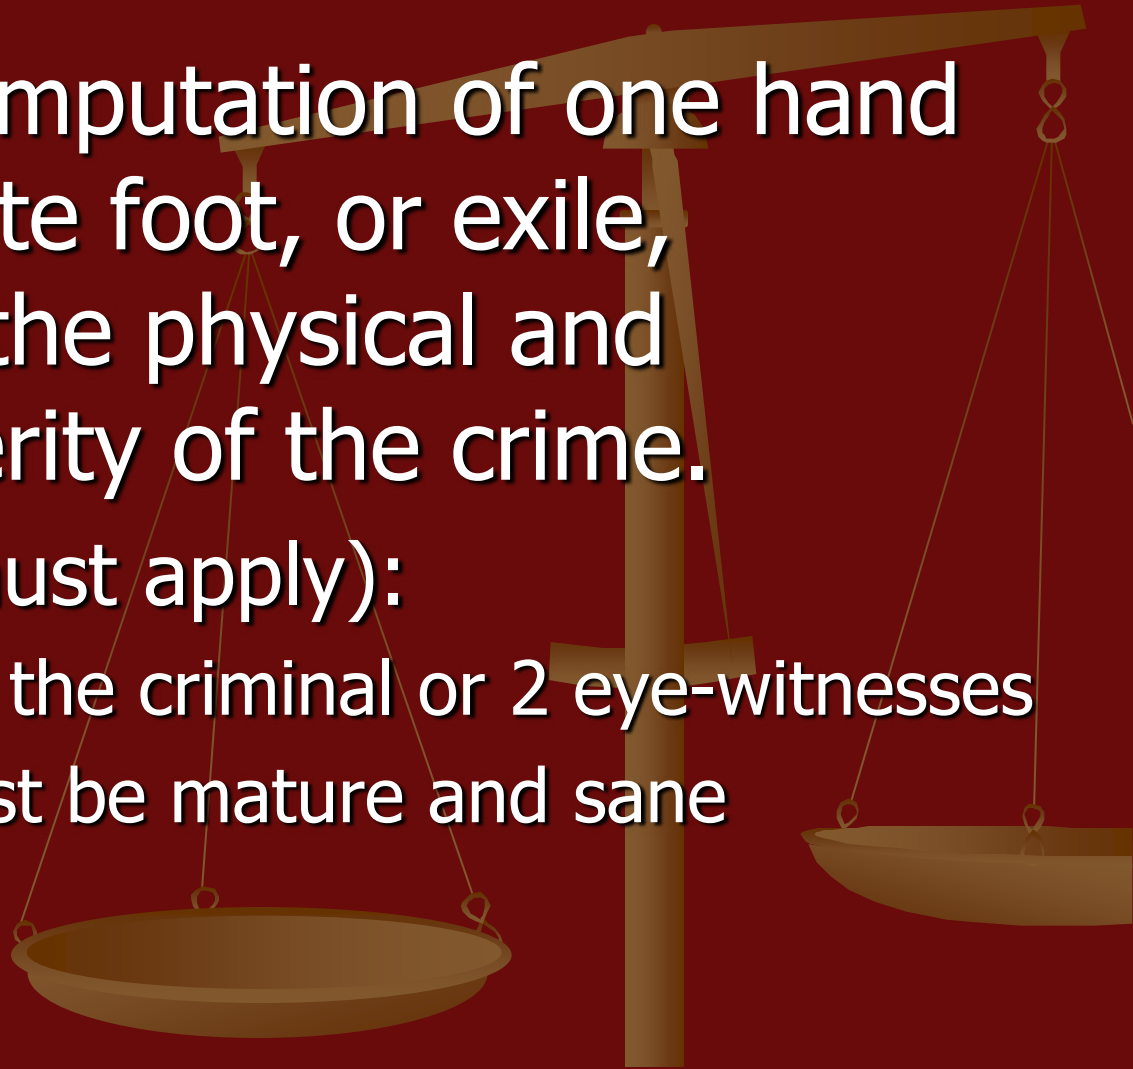 mputation of one hand
te foot, or exile,
the physical and
erity of the crime.
ust apply):
the criminal or 2 eye-witnesses
st be mature and sane